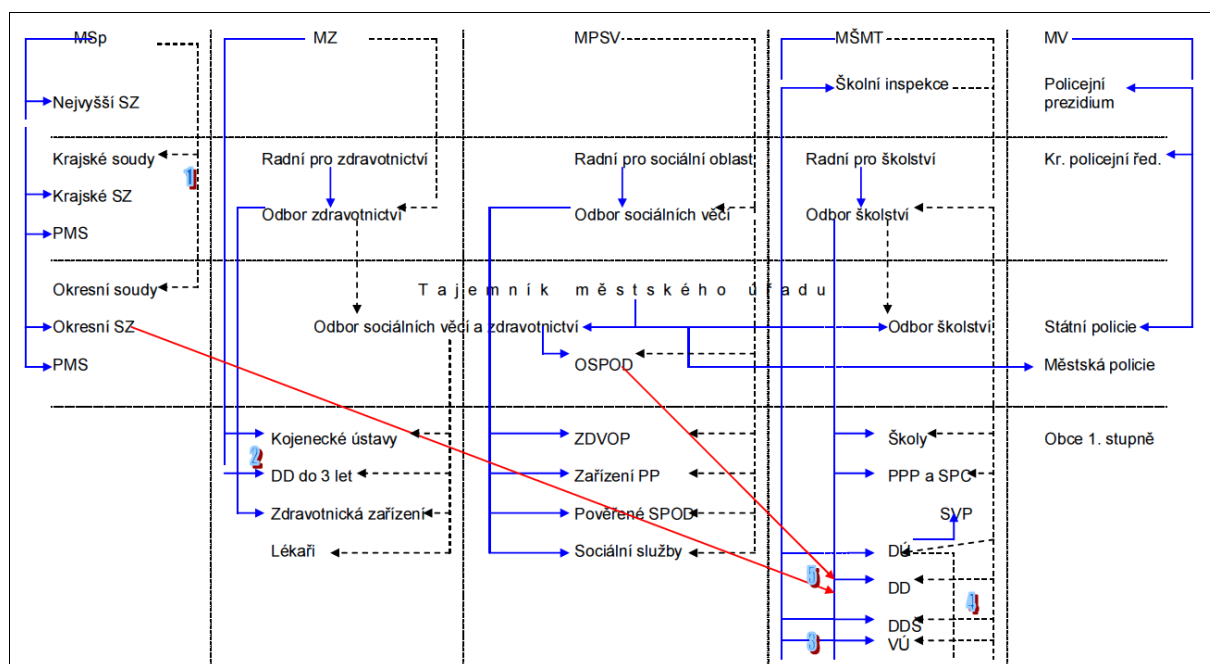 MSp MZ MPSV MŠMT MV
Školní inspekce Policejní
prezidium
Nejvyšší SZ
Krajské soudy Radní pro zdravotnictví Radní pro sociální oblast Radní pro školství Kr. policejní řed.
1
Krajské SZ
Odbor zdravotnictví Odbor sociálních věcí Odbor školství
PMS
Okresní soudy Tajemník městského úřadu
Okresní SZ Odbor sociálních věcí a zdravotnictví Odbor školství Státní policie
PMS OSPOD Městská policie
Kojenecké ústavy ZDVOP Školy Obce 1. stupně
2
DD do 3 let Zařízení PP PPP a SPC
Zdravotnická zařízení Pověřené SPOD SVP
Lékaři Sociální služby DÚ
5 DD
4
DDŠ
3 VÚ